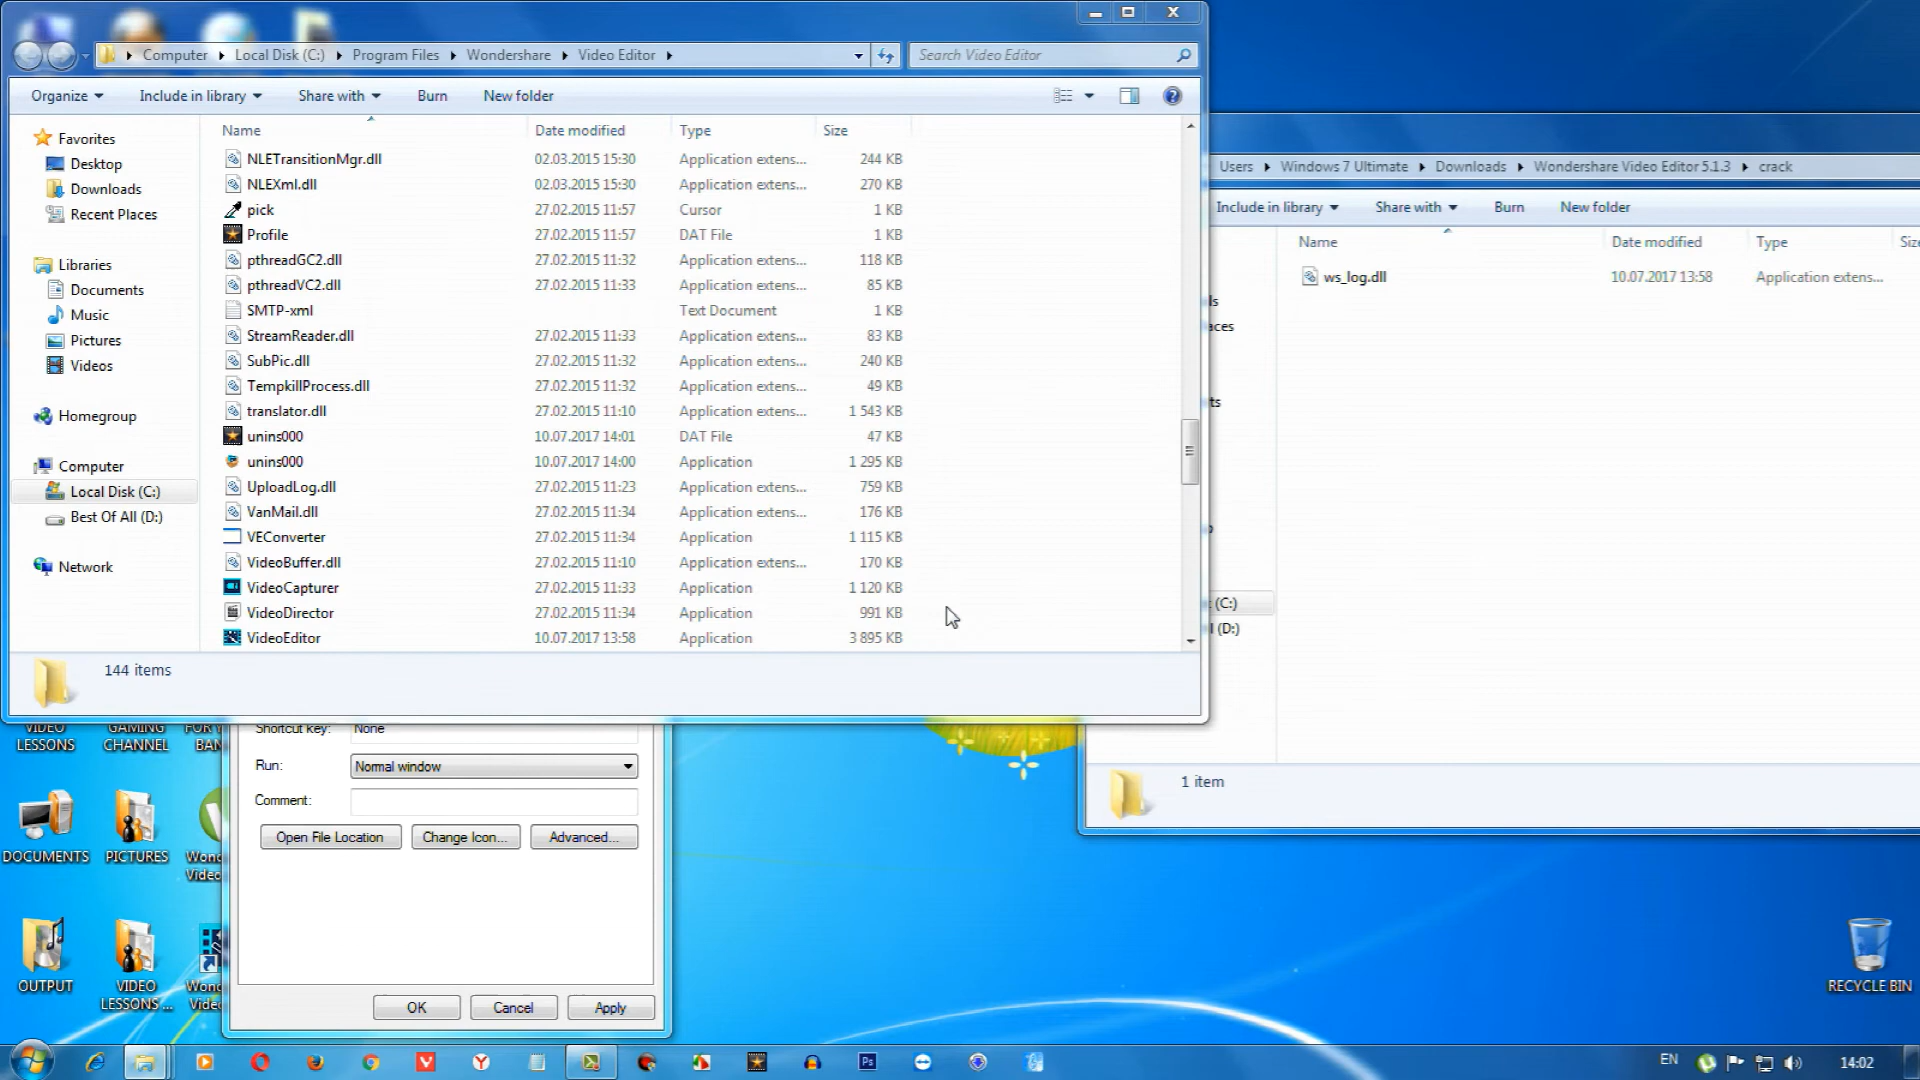 Computer Local Disk (C:) Program Files Wondershare Video Editor
Search Video Editor
Organize Include in library Share with Burn New folder
Name Date modified Type Size
Favorites
Desktop
Downloads
Recent Places
Libraries
Documents
Music
Pictures
Videos
Homegroup
Computer
Local Disk (C:)
Best Of All (D:)
Network
NLETransitionMgr.dll 02.03.2015 15:30 Application extens... 244 KB
NLEXml.dll 02.03.2015 15:30 Application extens... 270 KB
pick 27.02.2015 11:57 Cursor 1 KB
Profile 27.02.2015 11:57 DAT File 1 KB
pthreadGC2.dll 27.02.2015 11:32 Application extens... 118 KB
pthreadVC2.dll 27.02.2015 11:33 Application extens... 85 KB
SMTP-xml Text Document 1 KB
StreamReader.dll 27.02.2015 11:33 Application extens... 83 KB
SubPic.dll 27.02.2015 11:32 Application extens... 240 KB
TempkillProcess.dll 27.02.2015 11:32 Application extens... 49 KB
translator.dll 27.02.2015 11:10 Application extens... 1 543 KB
unins000 10.07.2017 14:01 DAT File 47 KB
unins000 10.07.2017 14:00 Application 1 295 KB
UploadLog.dll 27.02.2015 11:23 Application extens... 759 KB
VanMail.dll 27.02.2015 11:34 Application extens... 176 KB
VEConverter 27.02.2015 11:34 Application 1 115 KB
VideoBuffer.dll 27.02.2015 11:10 Application extens... 170 KB
VideoCapturer 27.02.2015 11:33 Application 1 120 KB
VideoDirector 27.02.2015 11:34 Application 991 KB
VideoEditor 10.07.2017 13:58 Application 3 895 KB
144 items
Users Windows 7 Ultimate Downloads Wondershare Video Editor 5.1.3 crack
Include in library Share with Burn New folder
Name Date modified Type Size
ws_log.dll 10.07.2017 13:58 Application extens...
aces
ts
(C:)
(D:)
1 item
VIDEO
LESSONS
GAMING
CHANNEL
FOR Y
BAN
Shortcut key: None
Run: Normal window
Comment:
Open File Location Change Icon... Advanced...
OK Cancel Apply
DOCUMENTS
PICTURES
Wond
Video
OUTPUT
VIDEO
LESSONS ...
Wond
Video
RECYCLE BIN
Ps
EN
14:02